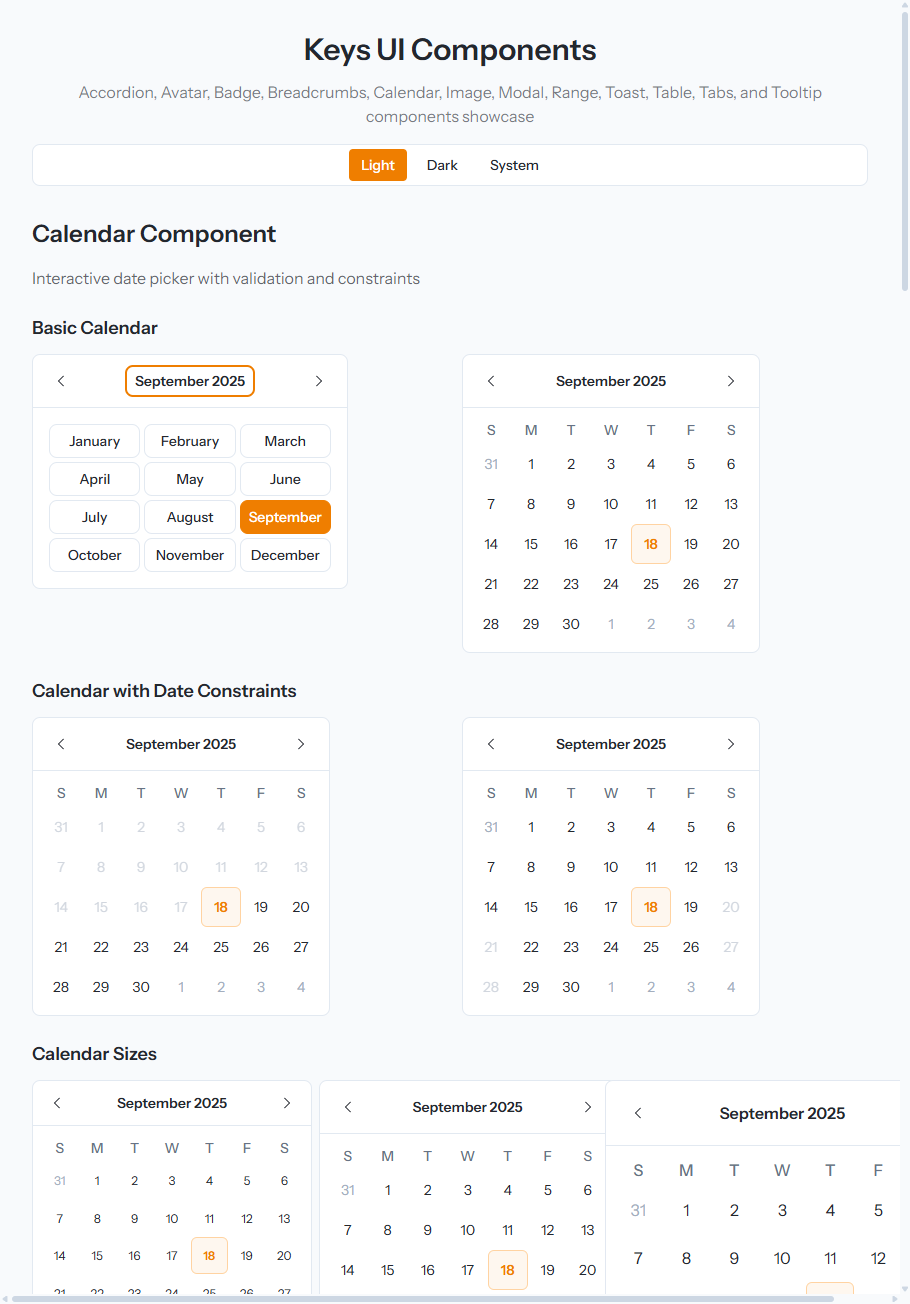 Keys UI Components
Accordion, Avatar, Badge, Breadcrumbs, Calendar, Image, Modal, Range, Toast, Table, Tabs, and Tooltip
components showcase
Light Dark System
Calendar Component
Interactive date picker with validation and constraints
Basic Calendar
September 2025
January February March
April May June
July August September
October November December
September 2025
S M T W T F S
31 1 2 3 4 5 6
7 8 9 10 11 12 13
14 15 16 17 18 19 20
21 22 23 24 25 26 27
28 29 30 1 2 3 4
Calendar with Date Constraints
September 2025
S M T W T F S
31 1 2 3 4 5 6
7 8 9 10 11 12 13
14 15 16 17 18 19 20
21 22 23 24 25 26 27
28 29 30 1 2 3 4
September 2025
S M T W T F S
31 1 2 3 4 5 6
7 8 9 10 11 12 13
14 15 16 17 18 19 20
21 22 23 24 25 26 27
28 29 30 1 2 3 4
Calendar Sizes
September 2025
S M T W T F S
31 1 2 3 4 5 6
7 8 9 10 11 12 13
14 15 16 17 18 19 20
21 22 23 24 25 26 27
September 2025
S M T W T F S
31 1 2 3 4 5 6
7 8 9 10 11 12 13
14 15 16 17 18 19 20
September 2025
S M T W T F
31 1 2 3 4 5
7 8 9 10 11 12